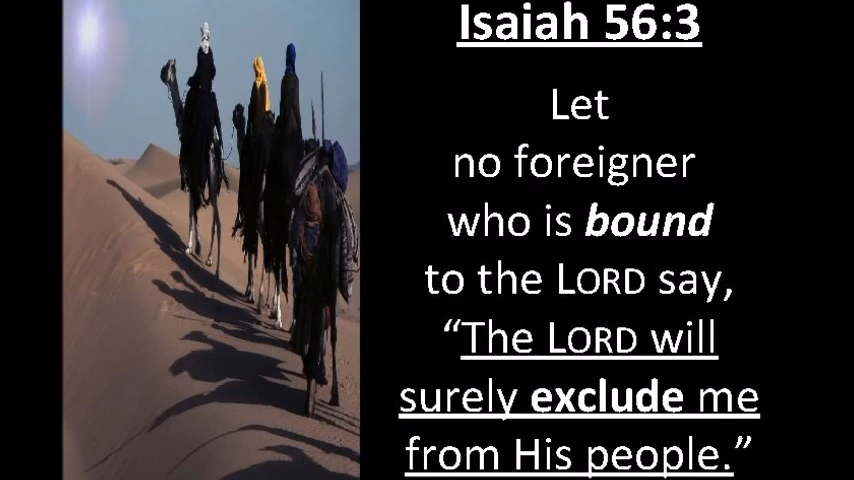 Isaiah 56:3
Let
no foreigner
who is bound
to the LORD say,
“The LORD will
surely exclude me
from His people.”